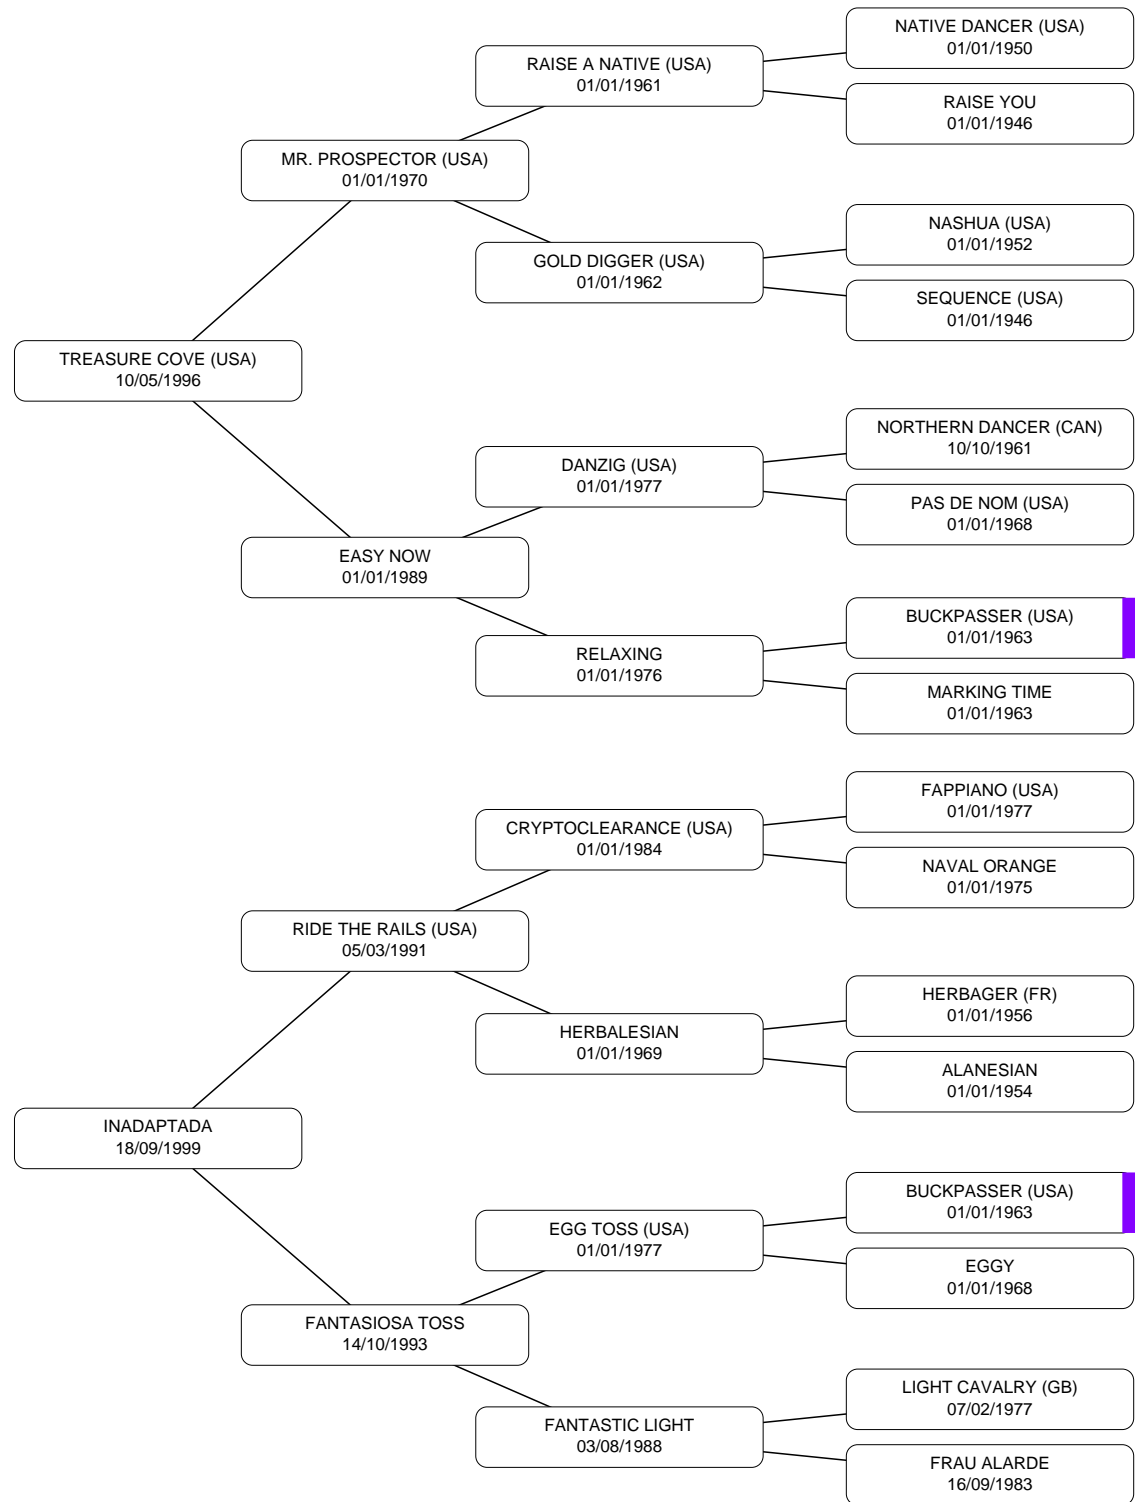 NATIVE DANCER (USA)
01/01/1950
RAISE A NATIVE (USA)
01/01/1961
RAISE YOU
01/01/1946
MR. PROSPECTOR (USA)
01/01/1970
NASHUA (USA)
01/01/1952
GOLD DIGGER (USA)
01/01/1962
SEQUENCE (USA)
01/01/1946
TREASURE COVE (USA)
10/05/1996
NORTHERN DANCER (CAN)
10/10/1961
DANZIG (USA)
01/01/1977
PAS DE NOM (USA)
01/01/1968
EASY NOW
01/01/1989
BUCKPASSER (USA)
01/01/1963
RELAXING
01/01/1976
MARKING TIME
01/01/1963
FAPPIANO (USA)
01/01/1977
CRYPTOCLEARANCE (USA)
01/01/1984
NAVAL ORANGE
01/01/1975
RIDE THE RAILS (USA)
05/03/1991
HERBAGER (FR)
01/01/1956
HERBALESIAN
01/01/1969
ALANESIAN
01/01/1954
INADAPTADA
18/09/1999
BUCKPASSER (USA)
01/01/1963
EGG TOSS (USA)
01/01/1977
EGGY
01/01/1968
FANTASIOSA TOSS
14/10/1993
LIGHT CAVALRY (GB)
07/02/1977
FANTASTIC LIGHT
03/08/1988
FRAU ALARDE
16/09/1983